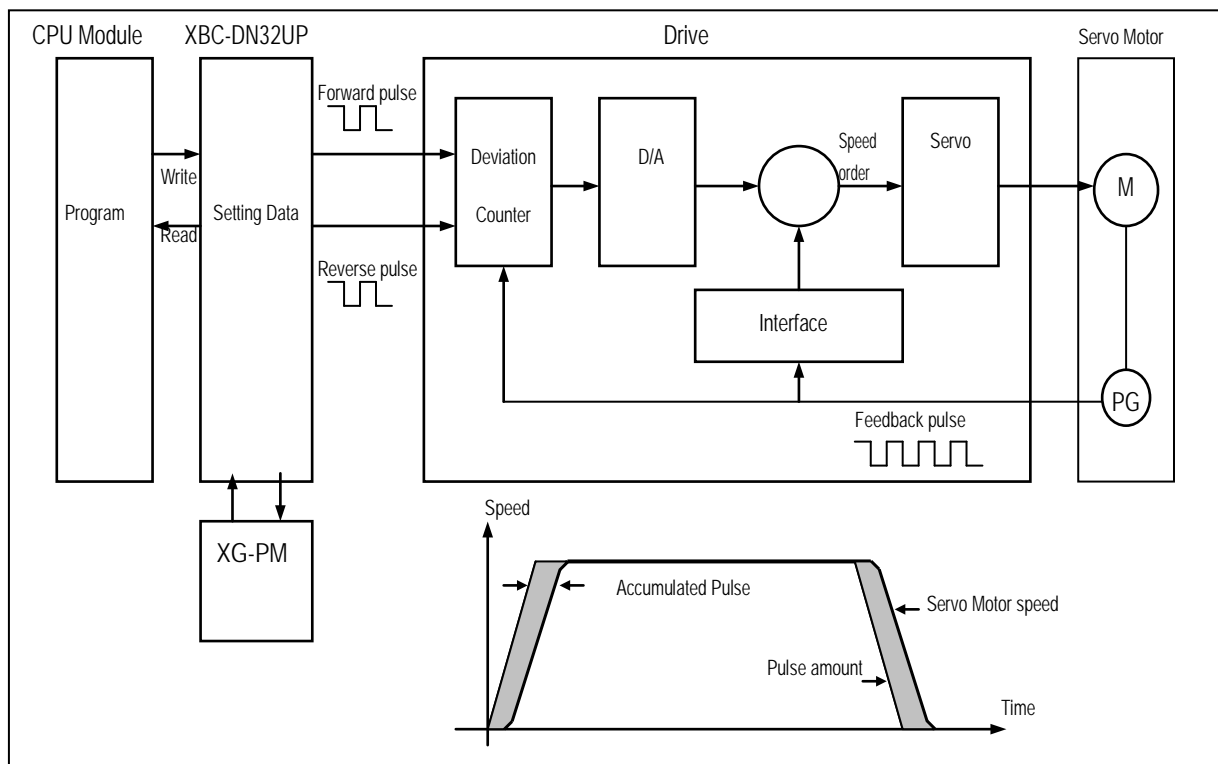 CPU Module
XBC-DN32UP
Drive
Servo Motor
Forward pulse
Deviation
Counter
D/A
Speed
order
Servo
Write
Program
Read
Setting Data
M
Reverse pulse
Interface
PG
Feedback pulse
XG-PM
Speed
Accumulated Pulse
Servo Motor speed
Pulse amount
Time